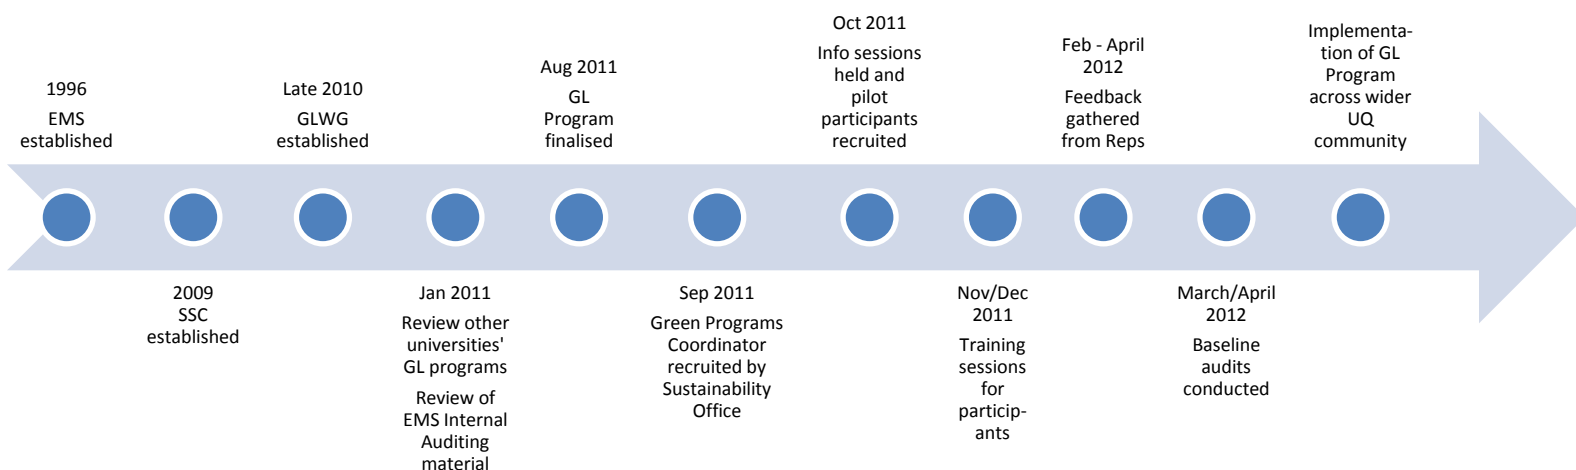 1996
EMS
established
2009
SSC
established
Late 2010
GLWG
established
Jan 2011
Review other
universities'
GL programs
Review of
EMS Internal
Auditing
material
Aug 2011
GL
Program
finalised
Sep 2011
Green Programs
Coordinator
recruited by
Sustainability
Office
Oct 2011
Info sessions
held and
pilot
participants
recruited
Nov/Dec
2011
Training
sessions
for
particip-
ants
Feb - April
2012
Feedback
gathered
from Reps
March/April
2012
Baseline
audits
conducted
Implementa-
tion of GL
Program
across wider
UQ
community